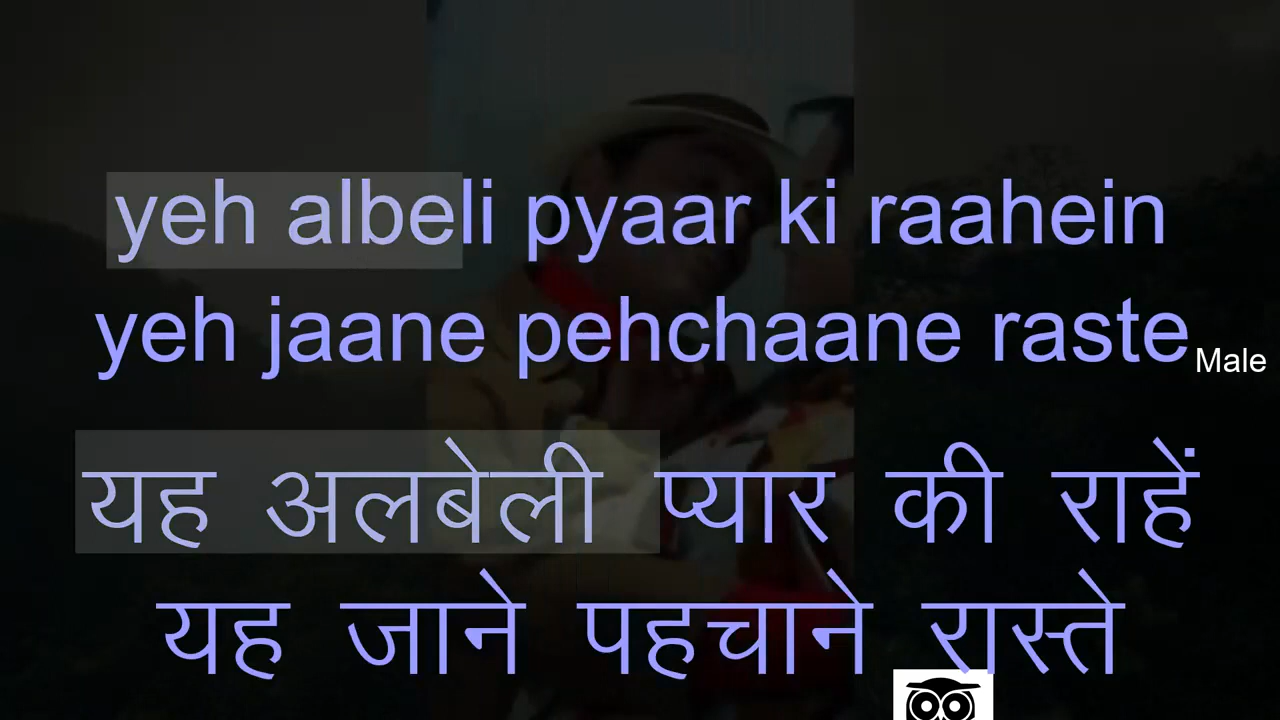 yeh albeli pyaar ki raahein
yeh jaane pehchaane raste
Male
यह अलबेली प्यार की राहें
यह जाने पहचाने रास्ते